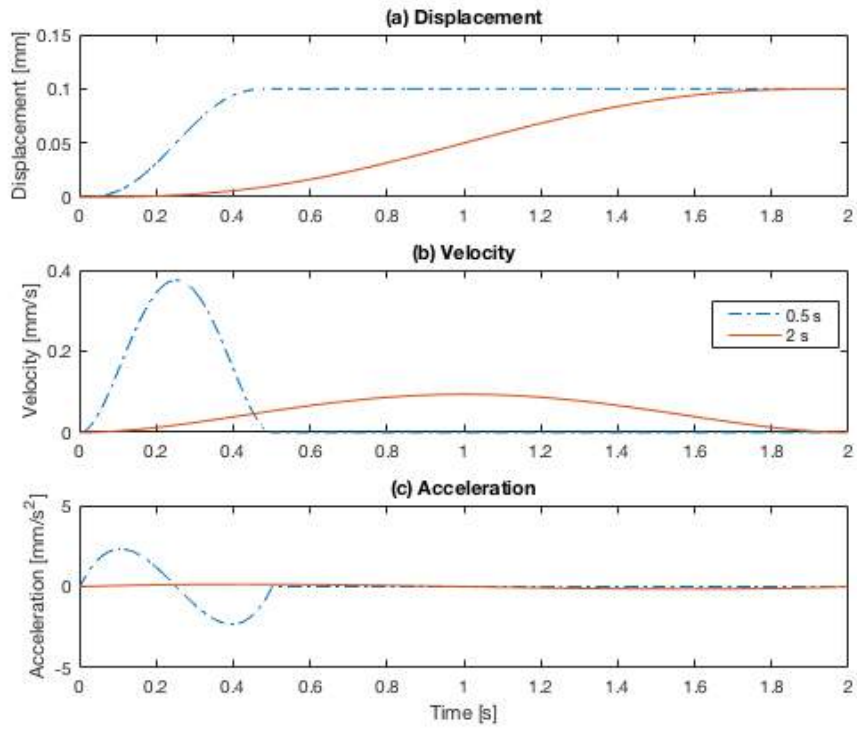 (a) Displacement
Displacement [mm]
0.15
0.1
0.05
0
0 0.2 0.4 0.6 0.8 1 1.2 1.4 1.6 1.8 2
(b) Velocity
Velocity [mm/s]
0.4
0.2
0
0.5 s
2 s
0 0.2 0.4 0.6 0.8 1 1.2 1.4 1.6 1.8 2
(c) Acceleration
Acceleration [mm/s²]
5
0
-5
0 0.2 0.4 0.6 0.8 1 1.2 1.4 1.6 1.8 2
Time [s]